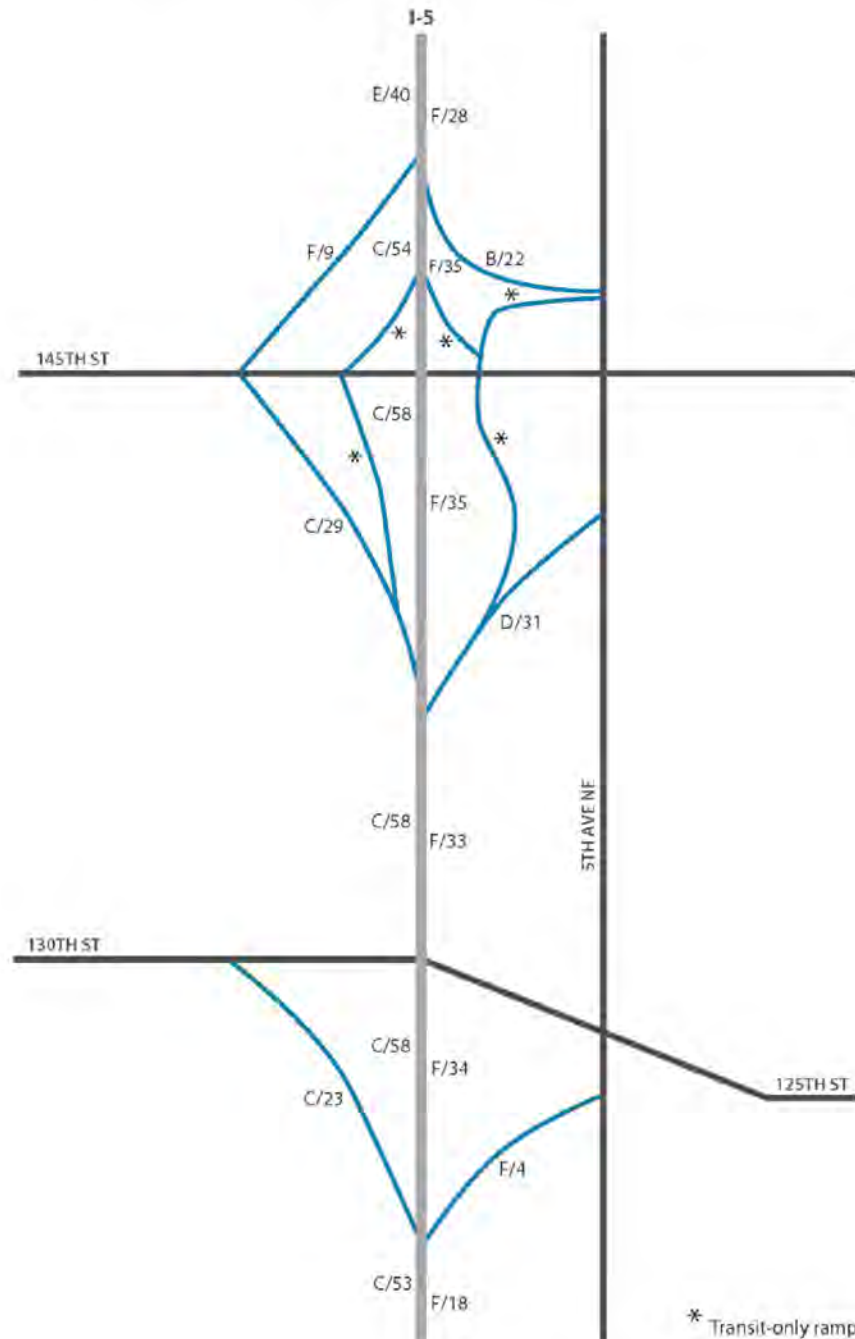 I-5
E/40
F/28
F/9
C/54
F/35
B/22
*
*
*
145TH ST
C/58
*
*
F/35
C/29
D/31
C/58
F/33
5TH AVE NE
130TH ST
C/58
F/34
125TH ST
C/23
F/4
C/53
F/18
* Transit-only ramp